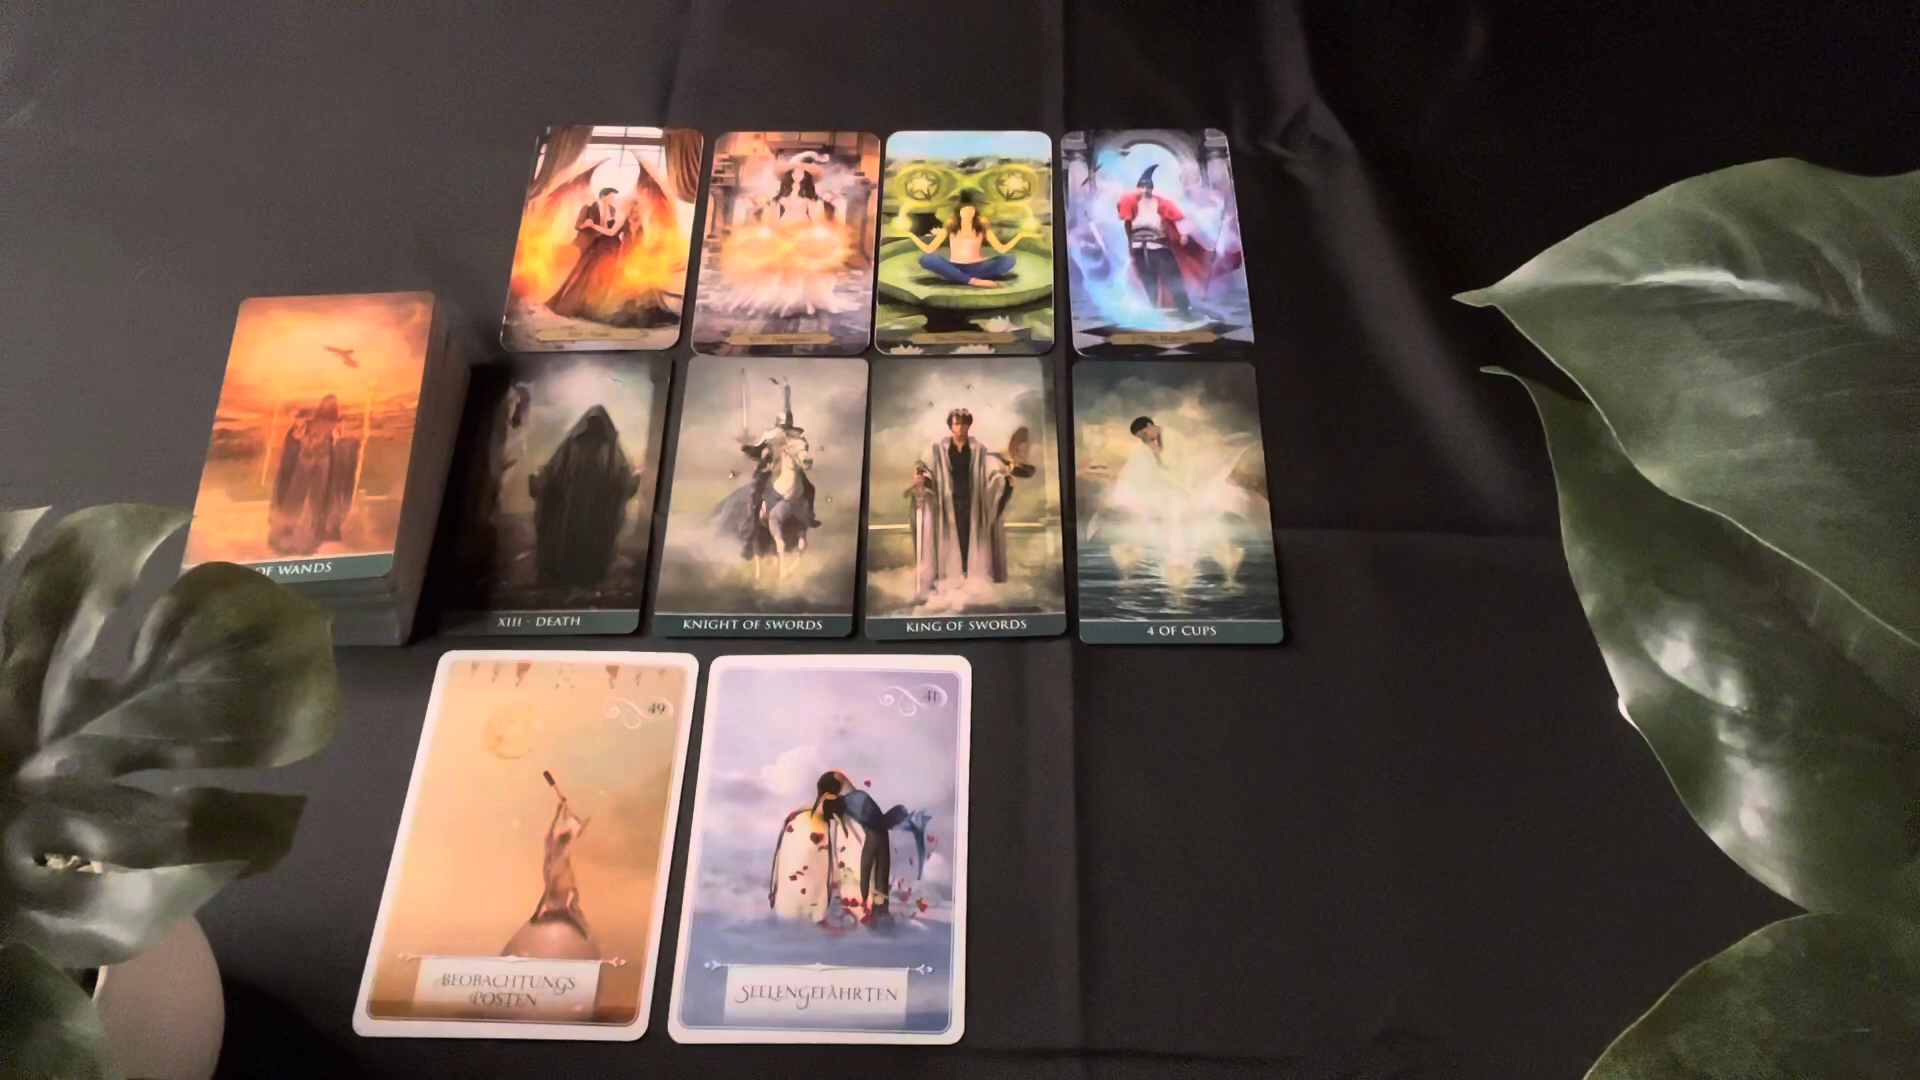 OF WANDS
XIII · DEATH
KNIGHT OF SWORDS
KING OF SWORDS
4 OF CUPS
49
41
BEOBACHTUNGS
POSTEN
SEELENGEFÄHRTEN